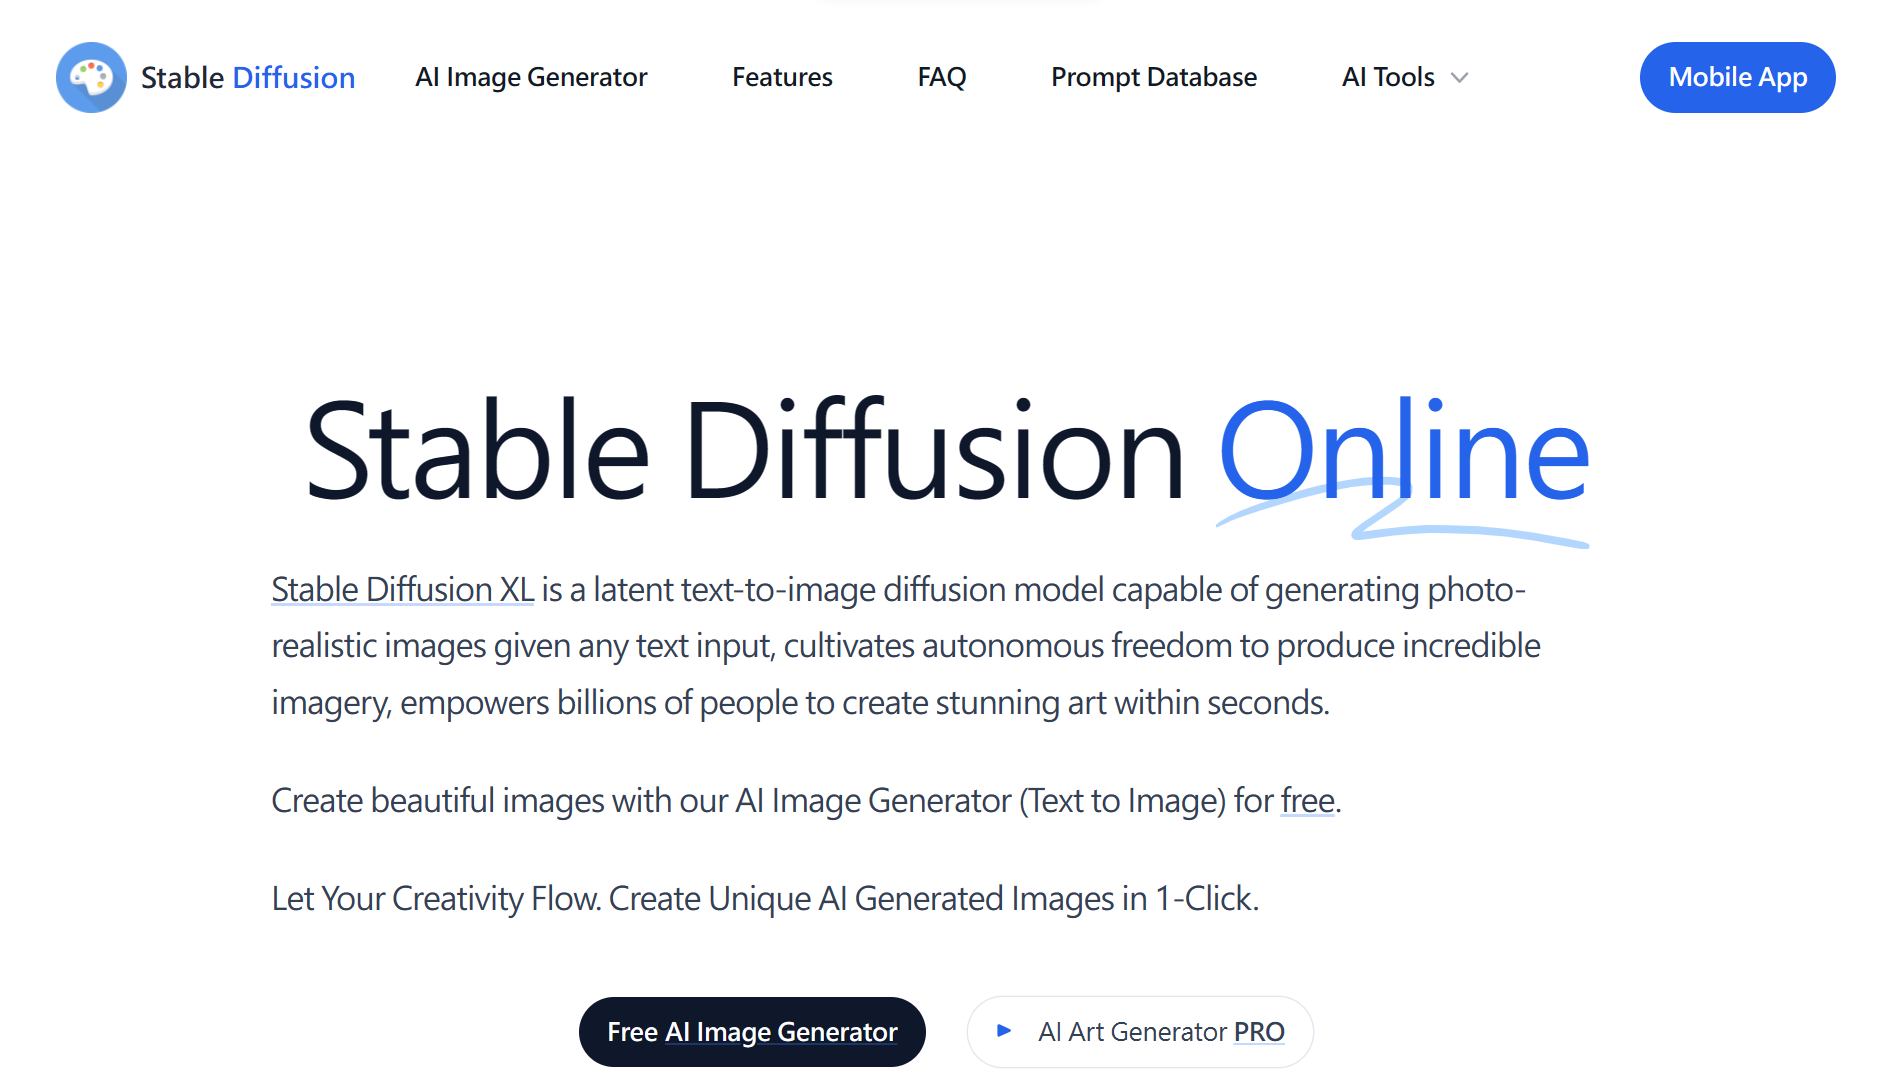 Stable Diffusion
AI Image Generator
Features
FAQ
Prompt Database
AI Tools
Mobile App
Stable Diffusion Online
Stable Diffusion XL is a latent text-to-image diffusion model capable of generating photo-
realistic images given any text input, cultivates autonomous freedom to produce incredible
imagery, empowers billions of people to create stunning art within seconds.
Create beautiful images with our AI Image Generator (Text to Image) for free.
Let Your Creativity Flow. Create Unique AI Generated Images in 1-Click.
Free AI Image Generator
AI Art Generator PRO